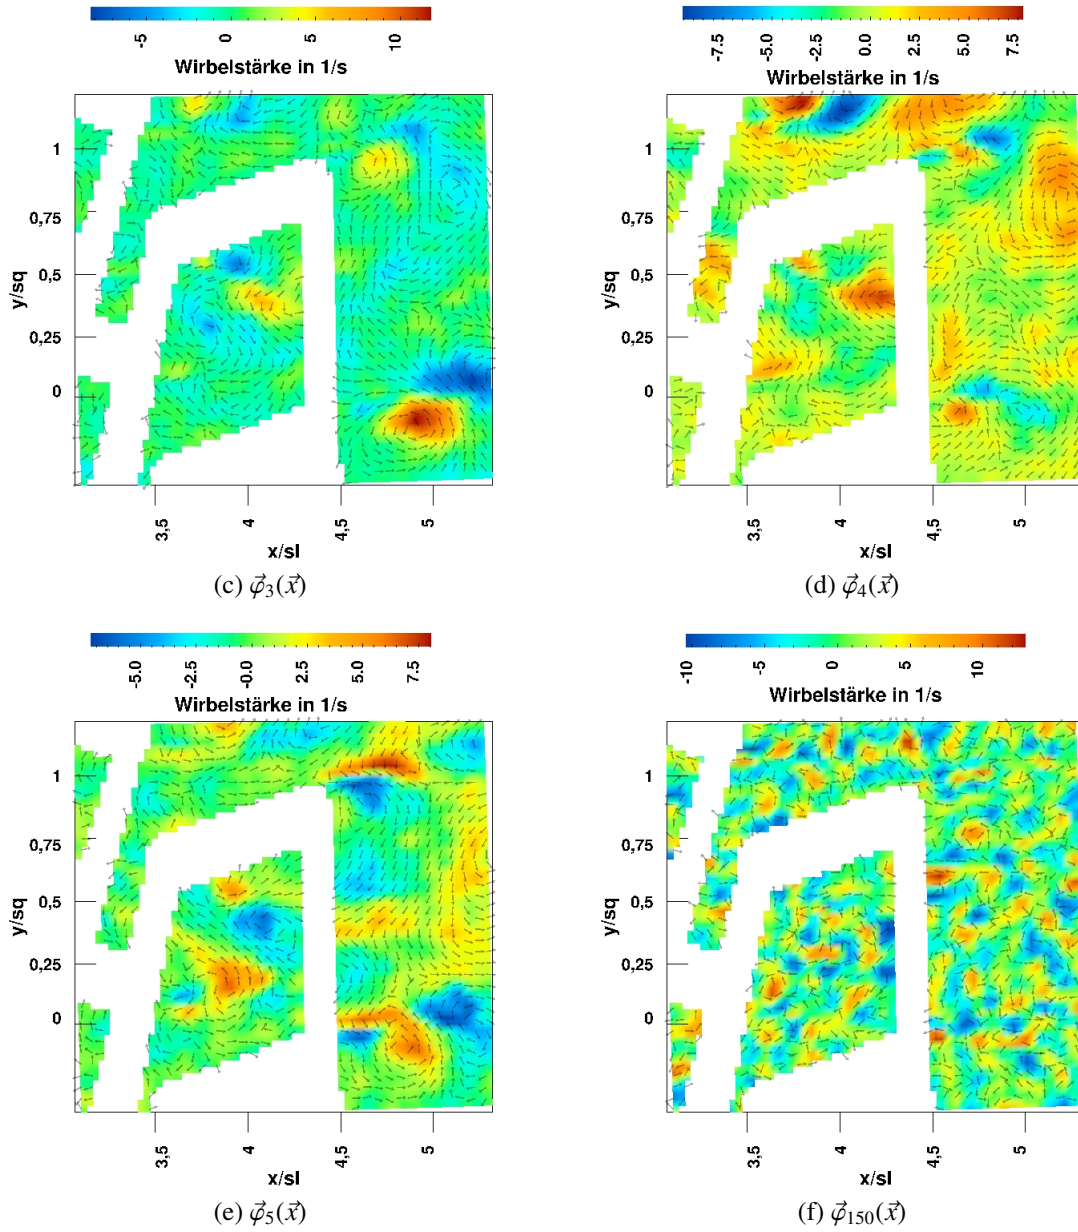 -5 0 5 10
Wirbelstärke in 1/s
y/sq
1
0,75
0,5
0,25
0
3,5 4 4,5 5
x/sl
(c) φ⃗3(x⃗)
-7.5 -5.0 -2.5 0.0 2.5 5.0 7.5
Wirbelstärke in 1/s
y/sq
1
0,75
0,5
0,25
0
3,5 4 4,5 5
x/sl
(d) φ⃗4(x⃗)
-5.0 -2.5 -0.0 2.5 5.0 7.5
Wirbelstärke in 1/s
y/sq
1
0,75
0,5
0,25
0
3,5 4 4,5 5
x/sl
(e) φ⃗5(x⃗)
-10 -5 0 5 10
Wirbelstärke in 1/s
y/sq
1
0,75
0,5
0,25
0
3,5 4 4,5 5
x/sl
(f) φ⃗150(x⃗)